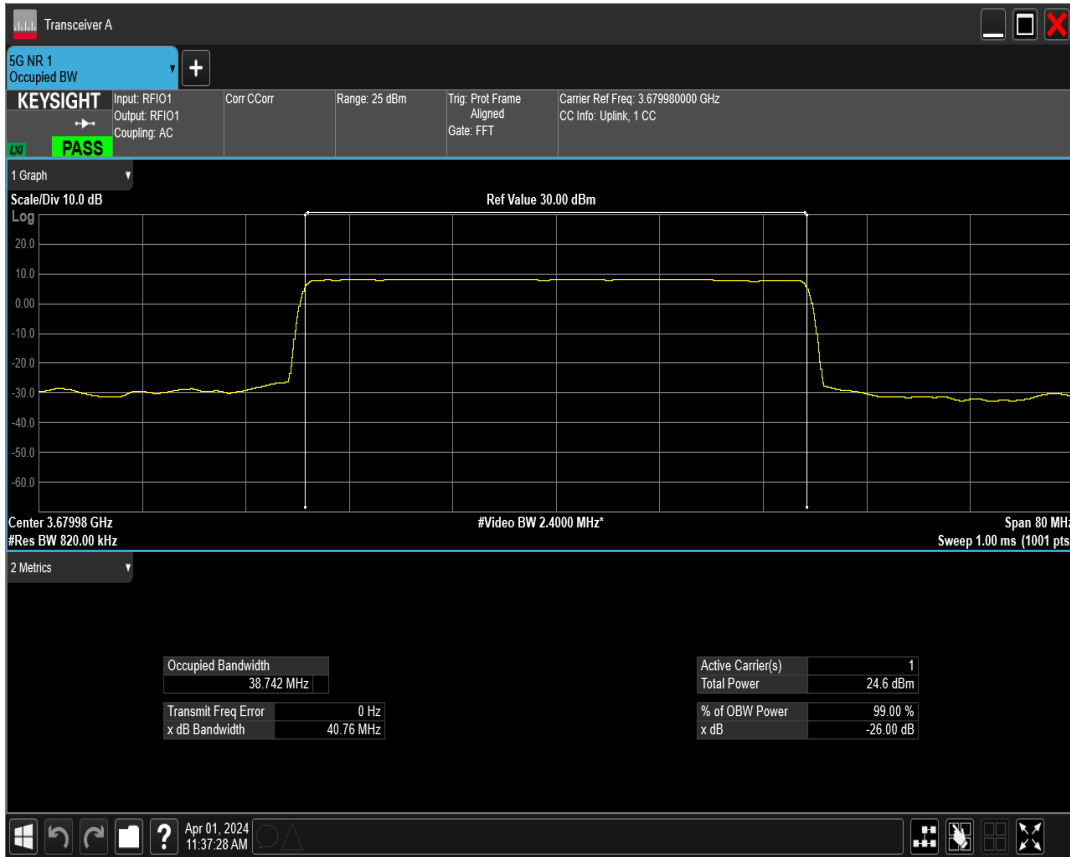 Transceiver A
5G NR 1
Occupied BW
+
KEYSIGHT
LXI
PASS
Input: RFIO1
Output: RFIO1
Coupling: AC
Corr CCorr
Range: 25 dBm
Trig: Prot Frame
Aligned
Gate: FFT
Carrier Ref Freq: 3.679980000 GHz
CC Info: Uplink, 1 CC
1 Graph
Scale/Div 10.0 dB
Ref Value 30.00 dBm
Log
20.0
10.0
0.00
-10.0
-20.0
-30.0
-40.0
-50.0
-60.0
Center 3.67998 GHz
#Video BW 2.4000 MHz*
Span 80 MHz
#Res BW 820.00 kHz
Sweep 1.00 ms (1001 pts
2 Metrics
Occupied Bandwidth
38.742 MHz
Transmit Freq Error 0 Hz
x dB Bandwidth 40.76 MHz
Active Carrier(s) 1
Total Power 24.6 dBm
% of OBW Power 99.00 %
x dB -26.00 dB
?
Apr 01, 2024
11:37:28 AM